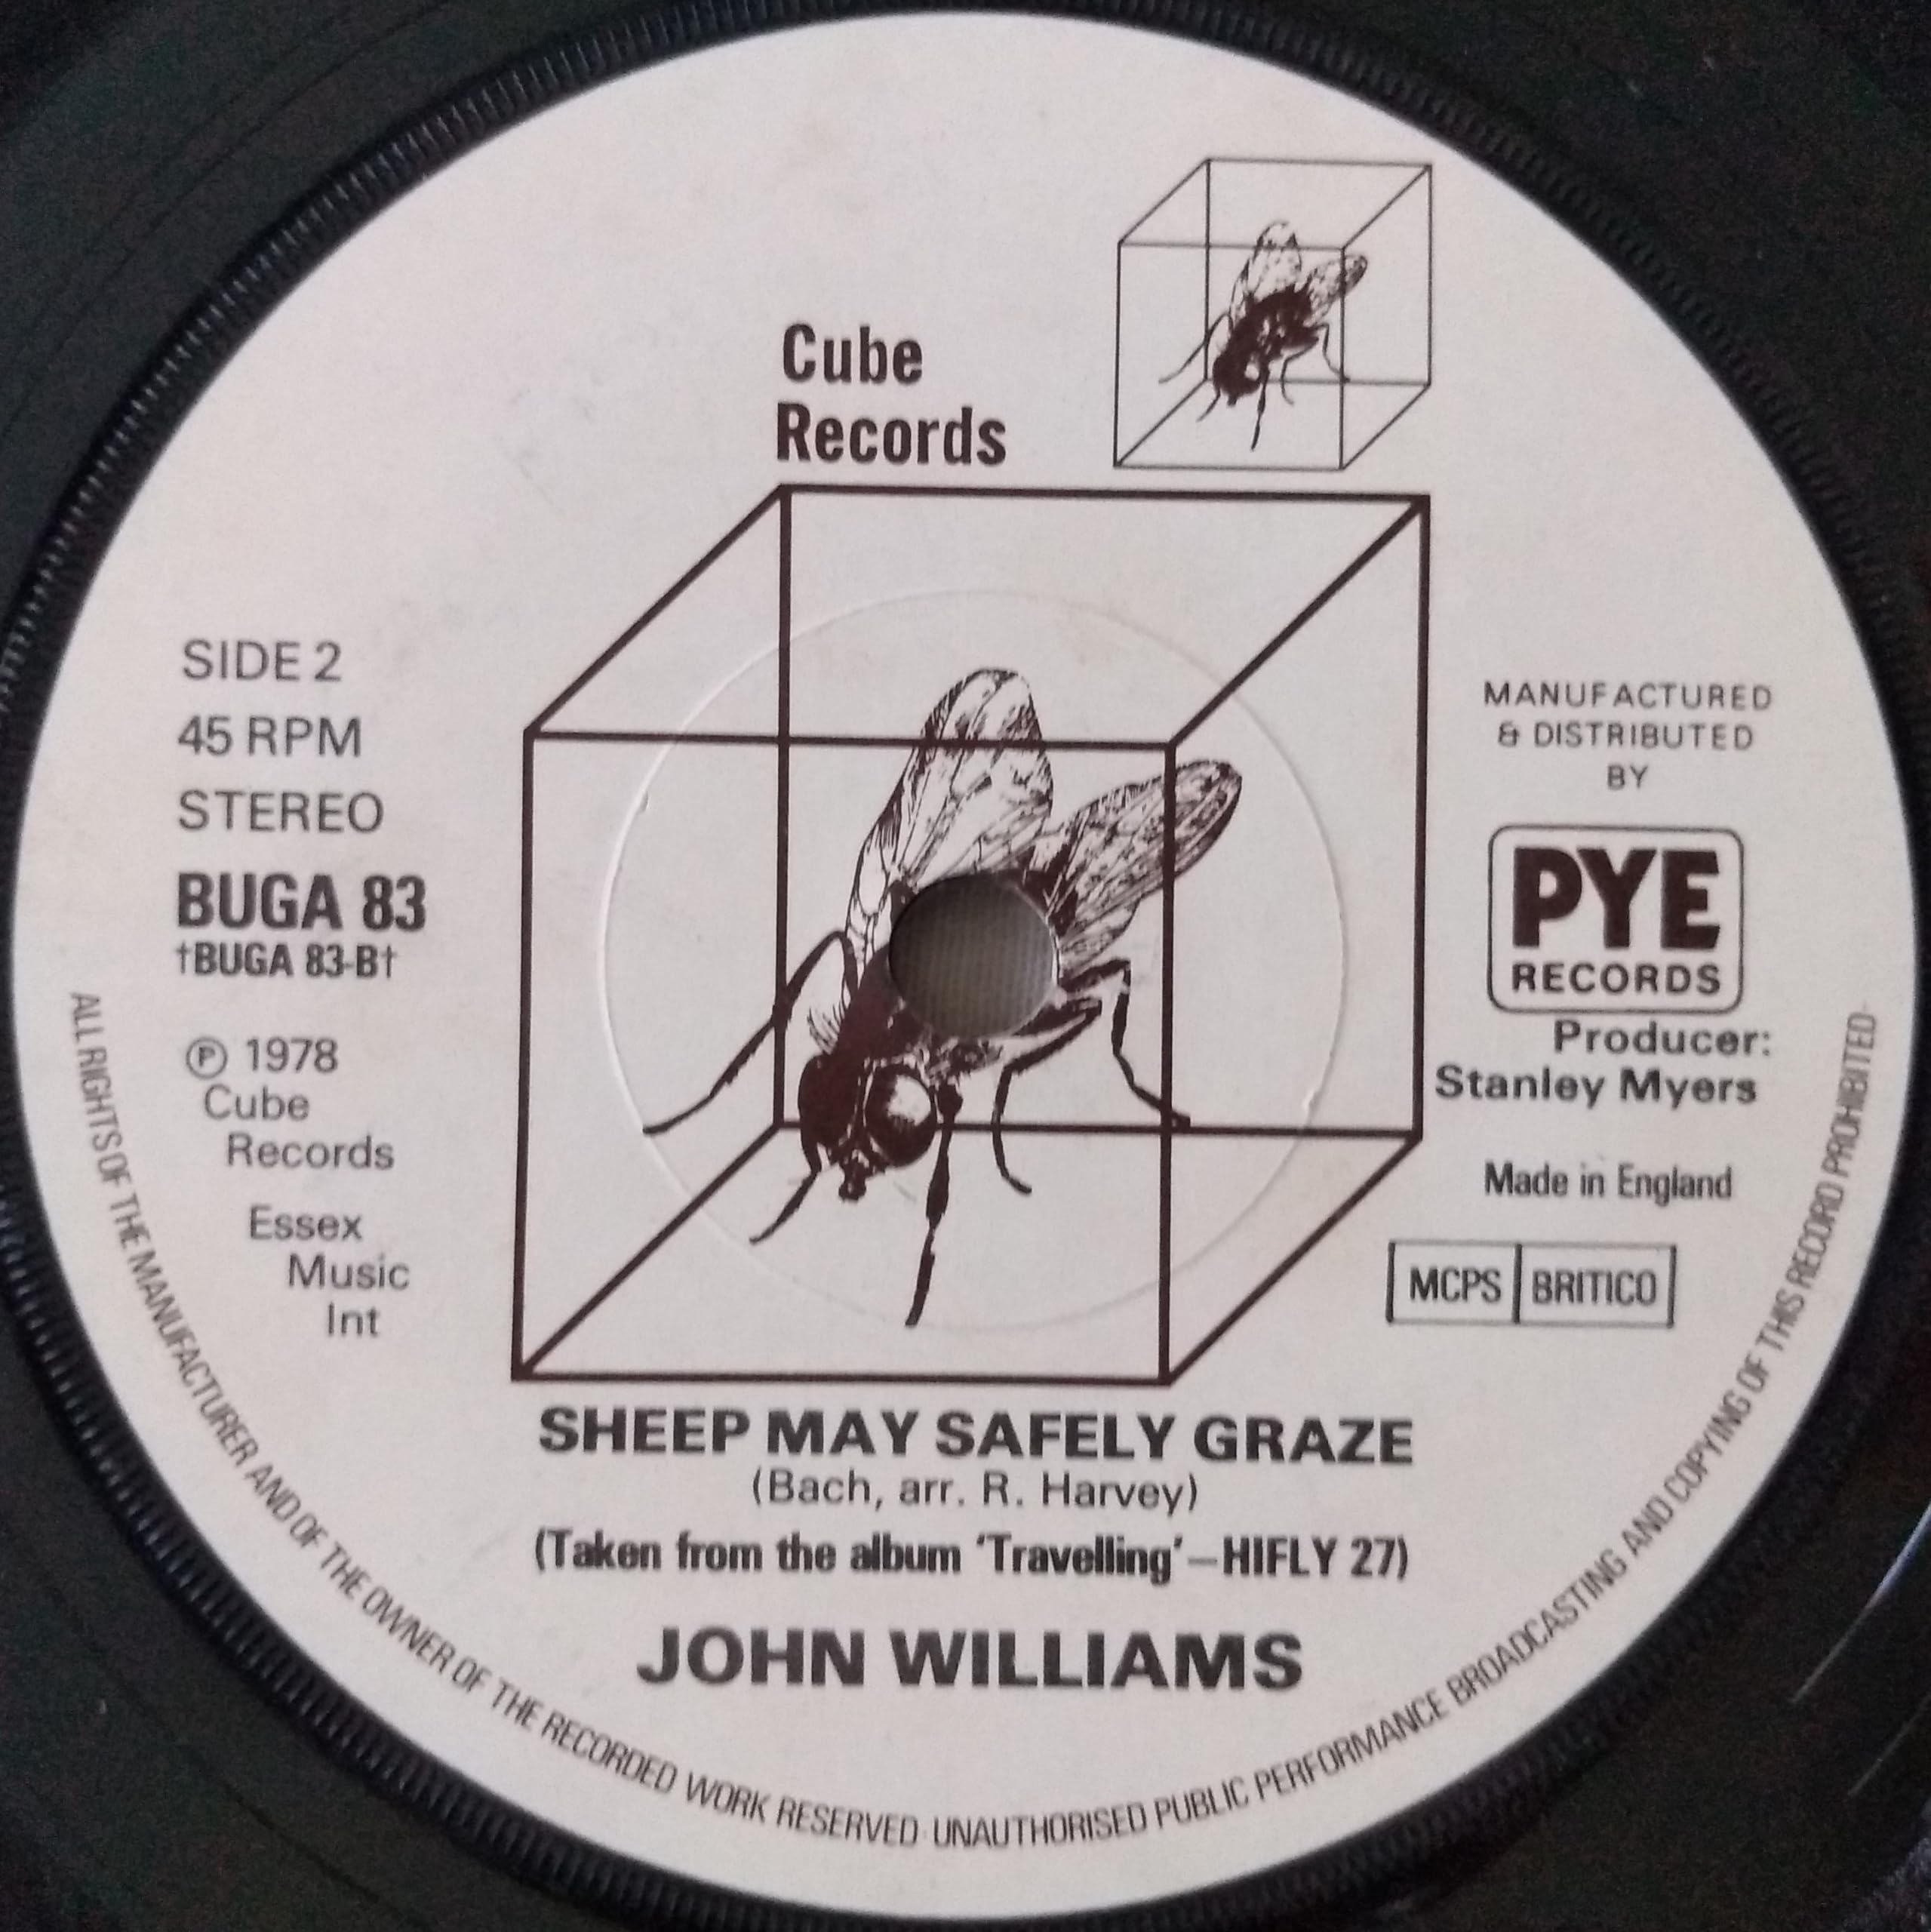 Cube
Records
SIDE 2
45 RPM
STEREO
BUGA 83
†BUGA 83-B†
℗ 1978
Cube
Records
Essex
Music
Int
MANUFACTURED
& DISTRIBUTED
BY
PYE
RECORDS
Producer:
Stanley Myers
Made in England
MCPS BRITICO
SHEEP MAY SAFELY GRAZE
(Bach, arr. R. Harvey)
(Taken from the album ‘Travelling’—HIFLY 27)
JOHN WILLIAMS
ALL RIGHTS OF THE MANUFACTURER AND OF THE OWNER OF THE RECORDED WORK RESERVED · UNAUTHORISED PUBLIC PERFORMANCE BROADCASTING AND COPYING OF THIS RECORD PROHIBITED·